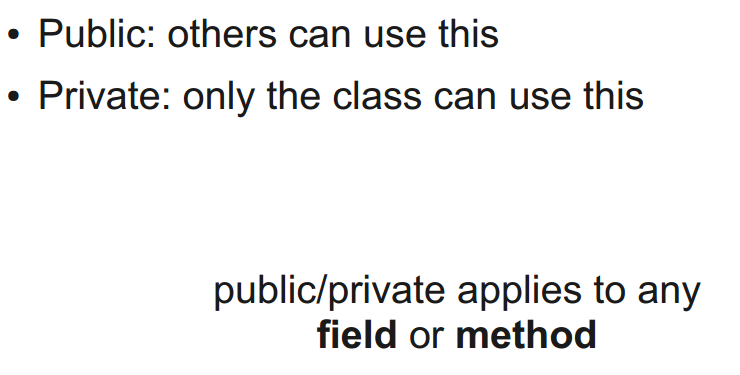 • Public: others can use this
• Private: only the class can use this
public/private applies to any
field or method